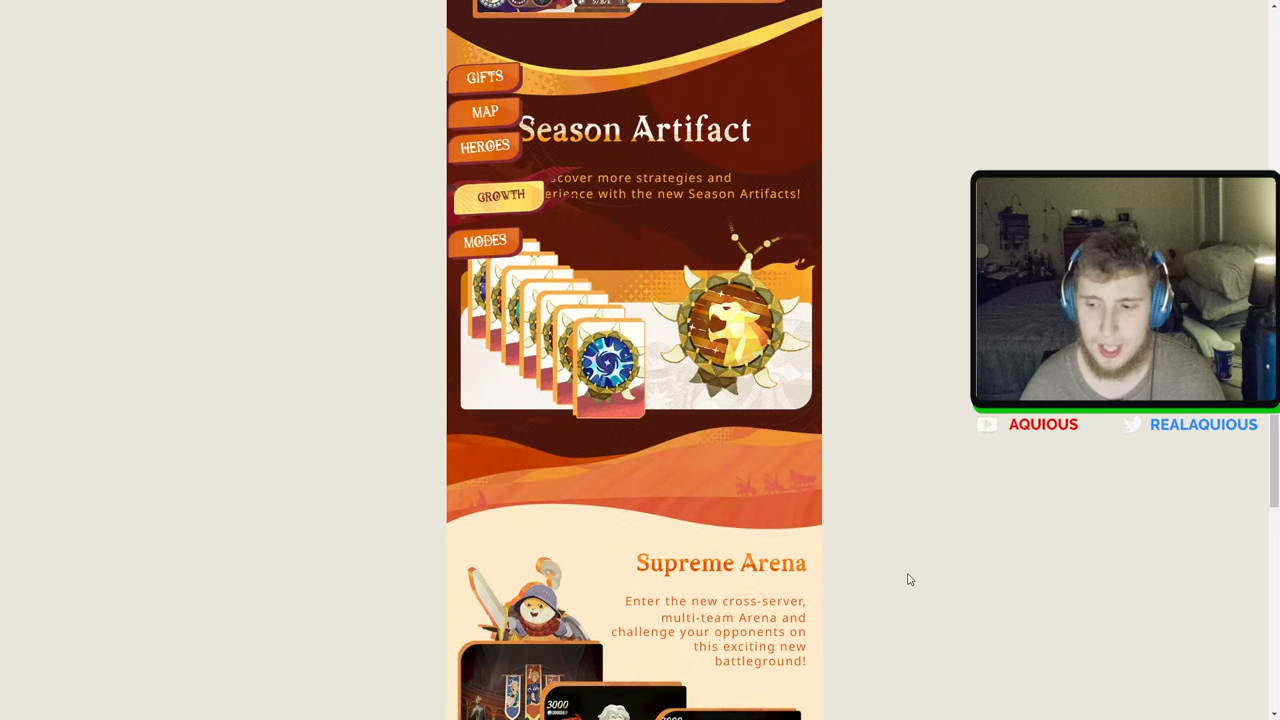 GIFTS
MAP
HEROES
GROWTH
MODES
Season Artifact
scover more strategies and
erience with the new Season Artifacts!
AQUIOUS
REALAQUIOUS
Supreme Arena
Enter the new cross-server,
multi-team Arena and
challenge your opponents on
this exciting new
battleground!
3000
3000